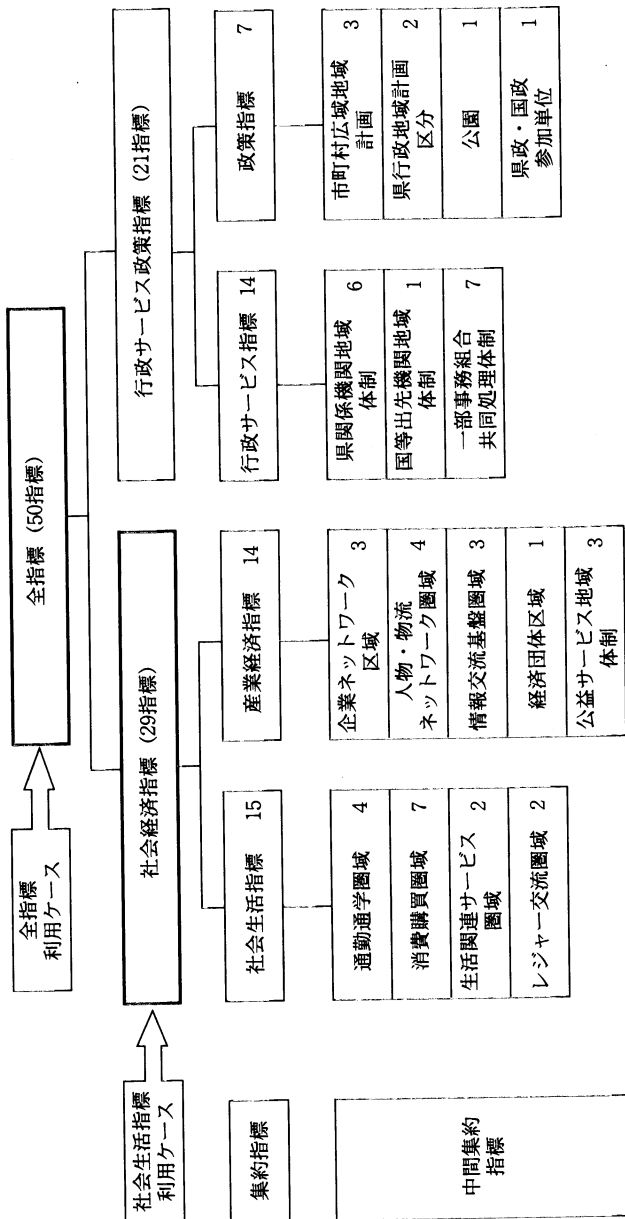 全指標
利用ケース
全指標（50指標）
社会生活指標
利用ケース
社会経済指標（29指標）
行政サービス政策指標（21指標）
集約指標
社会生活指標 15
産業経済指標 14
行政サービス指標 14
政策指標 7
中間集約
指標
通勤通学圏域 4
消費購買圏域 7
生活関連サービス
圏域 2
レジャー交流圏域 2
企業ネットワーク
区域 3
人物・物流
ネットワーク圏域 4
情報交流基盤圏域 3
経済団体区域 1
公益サービス地域
体制 3
県関係機関地域
体制 6
国等出先機関地域
体制 1
一部事務組合
共同処理体制 7
市町村広域地域
計画 3
県行政地域計画
区分 2
公園 1
県政・国政
参加単位 1